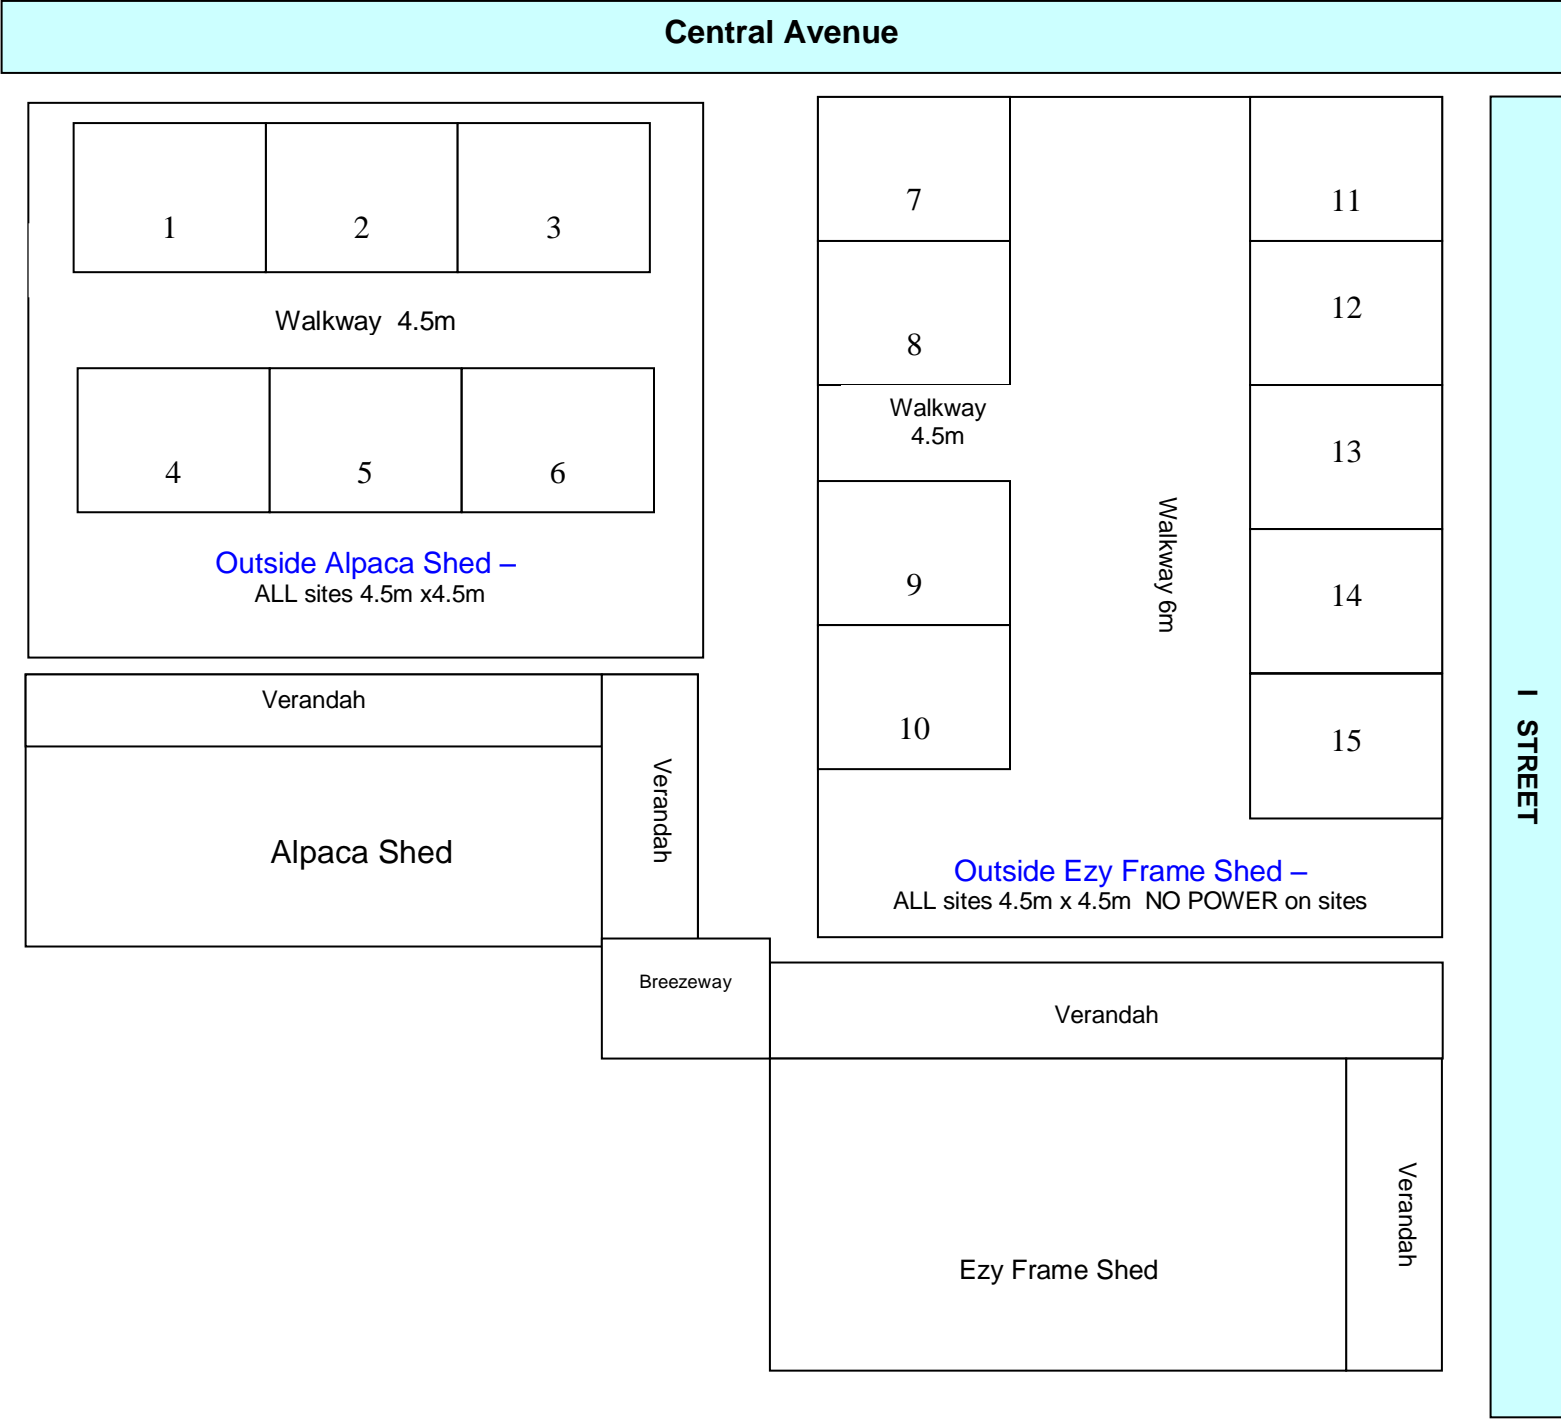 Central Avenue
1
2
3
Walkway 4.5m
4
5
6
Outside Alpaca Shed –
ALL sites 4.5m x4.5m
Verandah
Verandah
Alpaca Shed
Breezeway
7
8
Walkway
4.5m
9
10
Walkway 6m
11
12
13
14
15
Outside Ezy Frame Shed –
ALL sites 4.5m x 4.5m NO POWER on sites
Verandah
Ezy Frame Shed
Verandah
I STREET